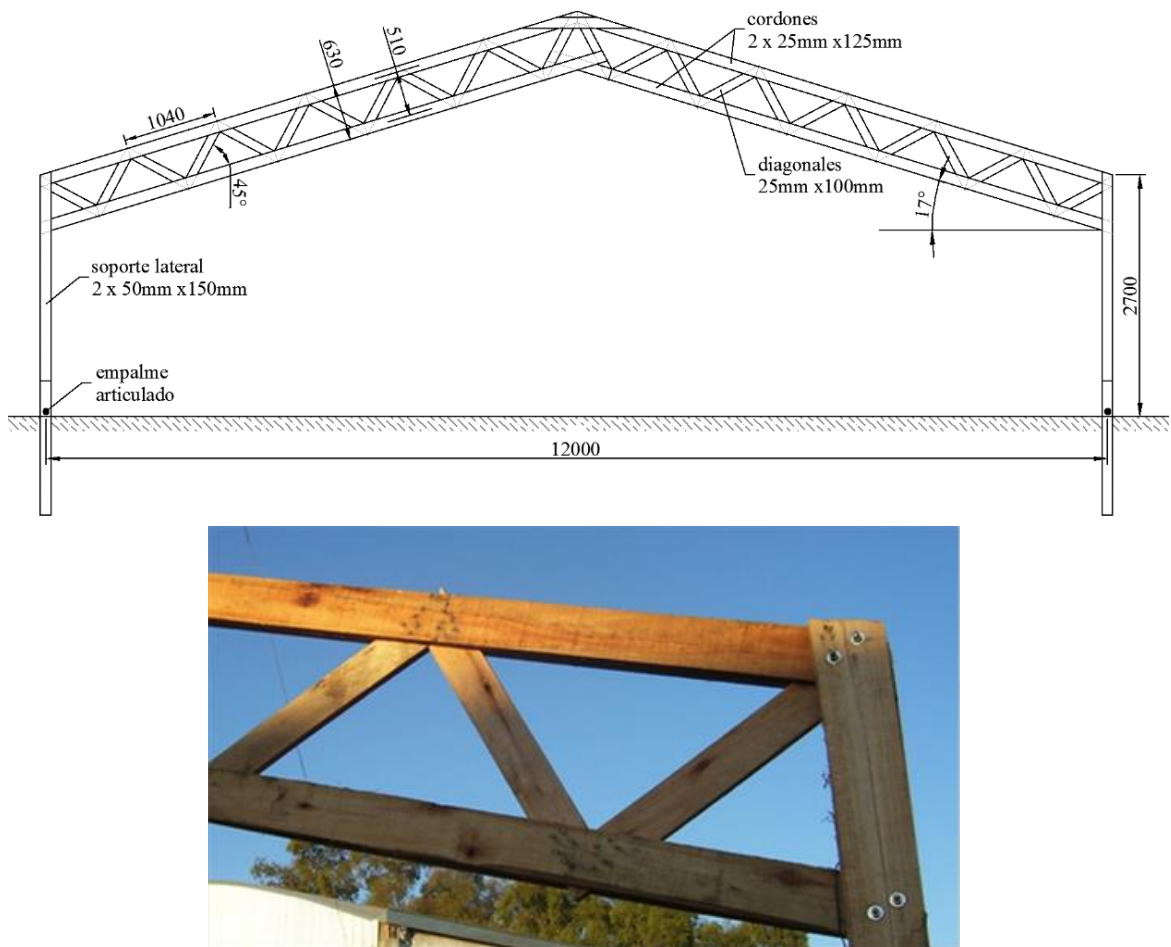 cordones
2 x 25mm x125mm
510
630
1040
45°
diagonales
25mm x100mm
17°
soporte lateral
2 x 50mm x150mm
2700
empalme
articulado
12000